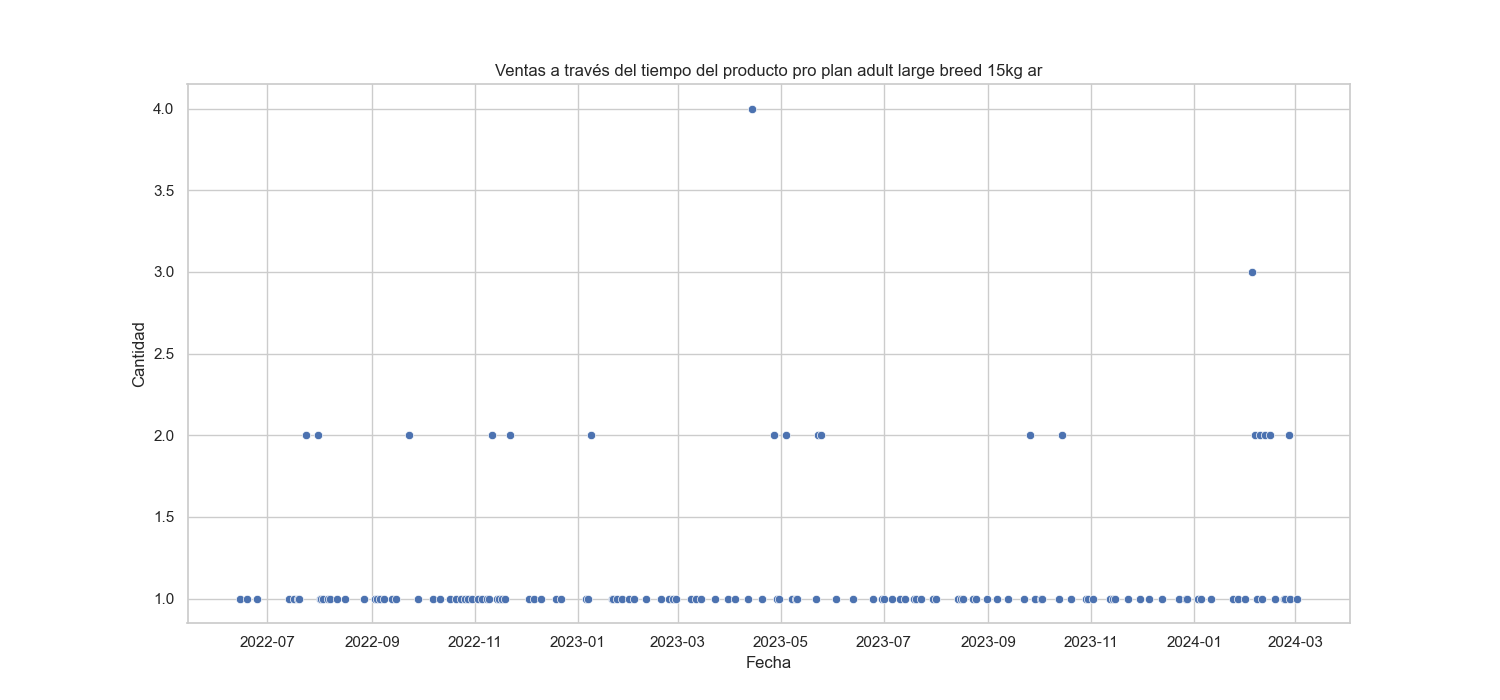 Ventas a través del tiempo del producto pro plan adult large breed 15kg ar
4.0
3.5
3.0
2.5
2.0
1.5
1.0
Cantidad
2022-07 2022-09 2022-11 2023-01 2023-03 2023-05 2023-07 2023-09 2023-11 2024-01 2024-03
Fecha